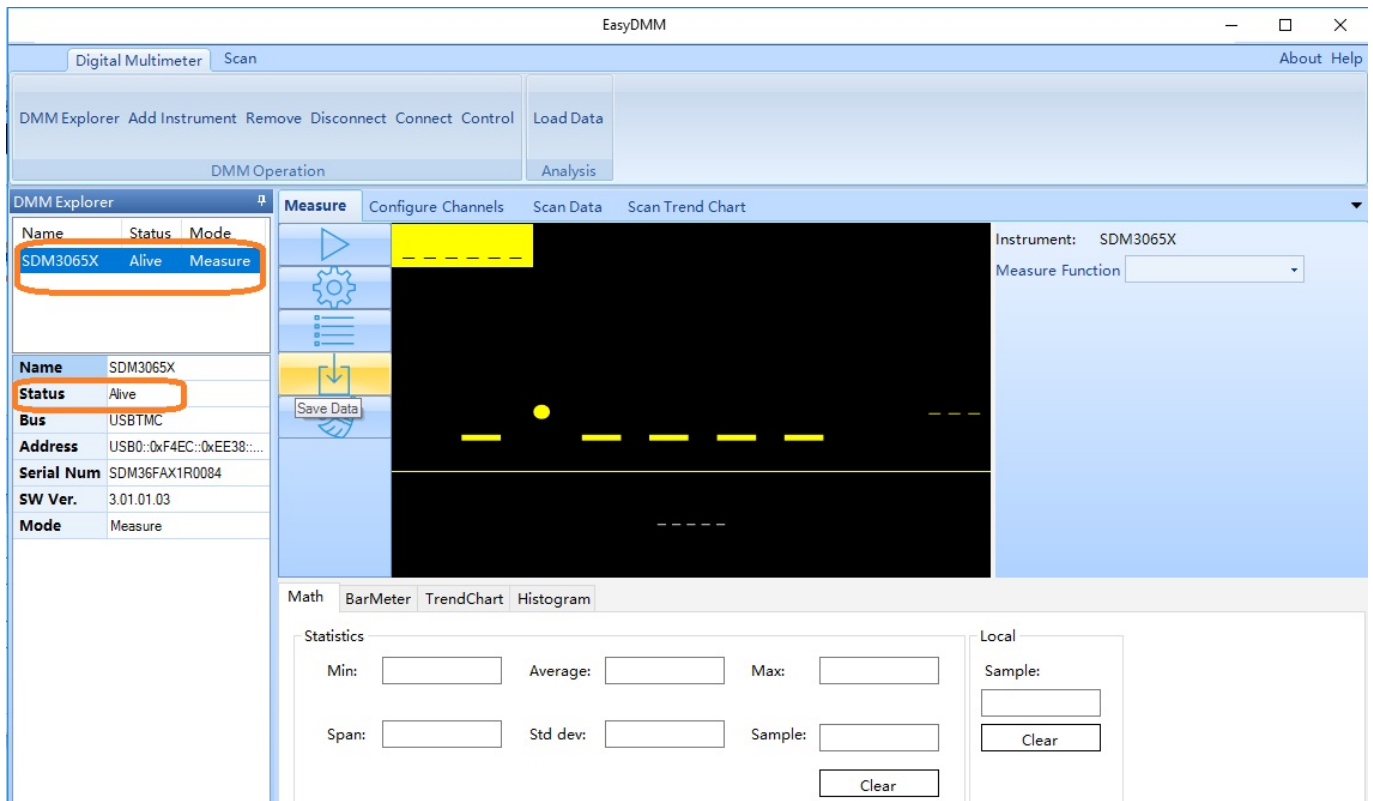 EasyDMM
Digital Multimeter Scan About Help
DMM Explorer Add Instrument Remove Disconnect Connect Control Load Data
DMM Operation Analysis
DMM Explorer Measure Configure Channels Scan Data Scan Trend Chart
Name Status Mode
SDM3065X Alive Measure
Instrument: SDM3065X
Measure Function
Name SDM3065X
Status Alive
Save Data
Bus USBTMC
Address USB0::0xF4EC::0xEE38::...
Serial Num SDM36FAX1R0084
SW Ver. 3.01.01.03
Mode Measure
Math BarMeter TrendChart Histogram
Statistics Local
Min: Average: Max: Sample:
Span: Std dev: Sample: Clear
Clear